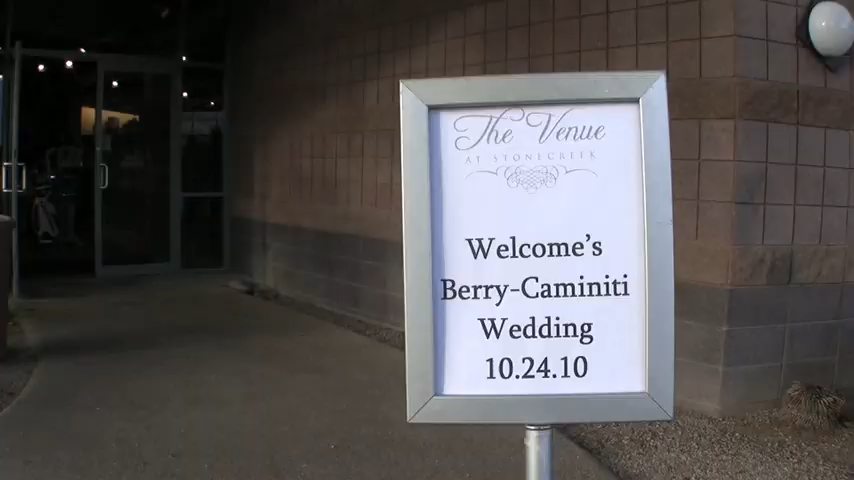 The Venue
AT STONECREEK
Welcome's
Berry-Caminiti
Wedding
10.24.10